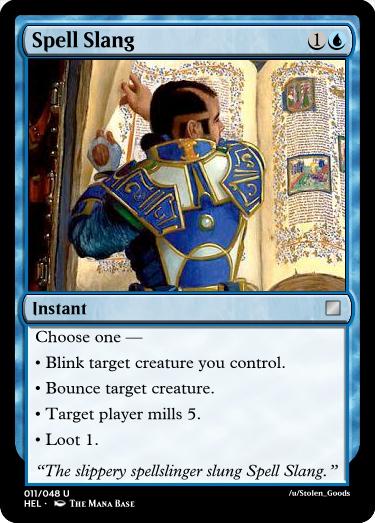 Spell Slang 1
Instant
Choose one —
• Blink target creature you control.
• Bounce target creature.
• Target player mills 5.
• Loot 1.
“The slippery spellslinger slung Spell Slang.”
011/048 U /u/Stolen_Goods
HEL · The Mana Base